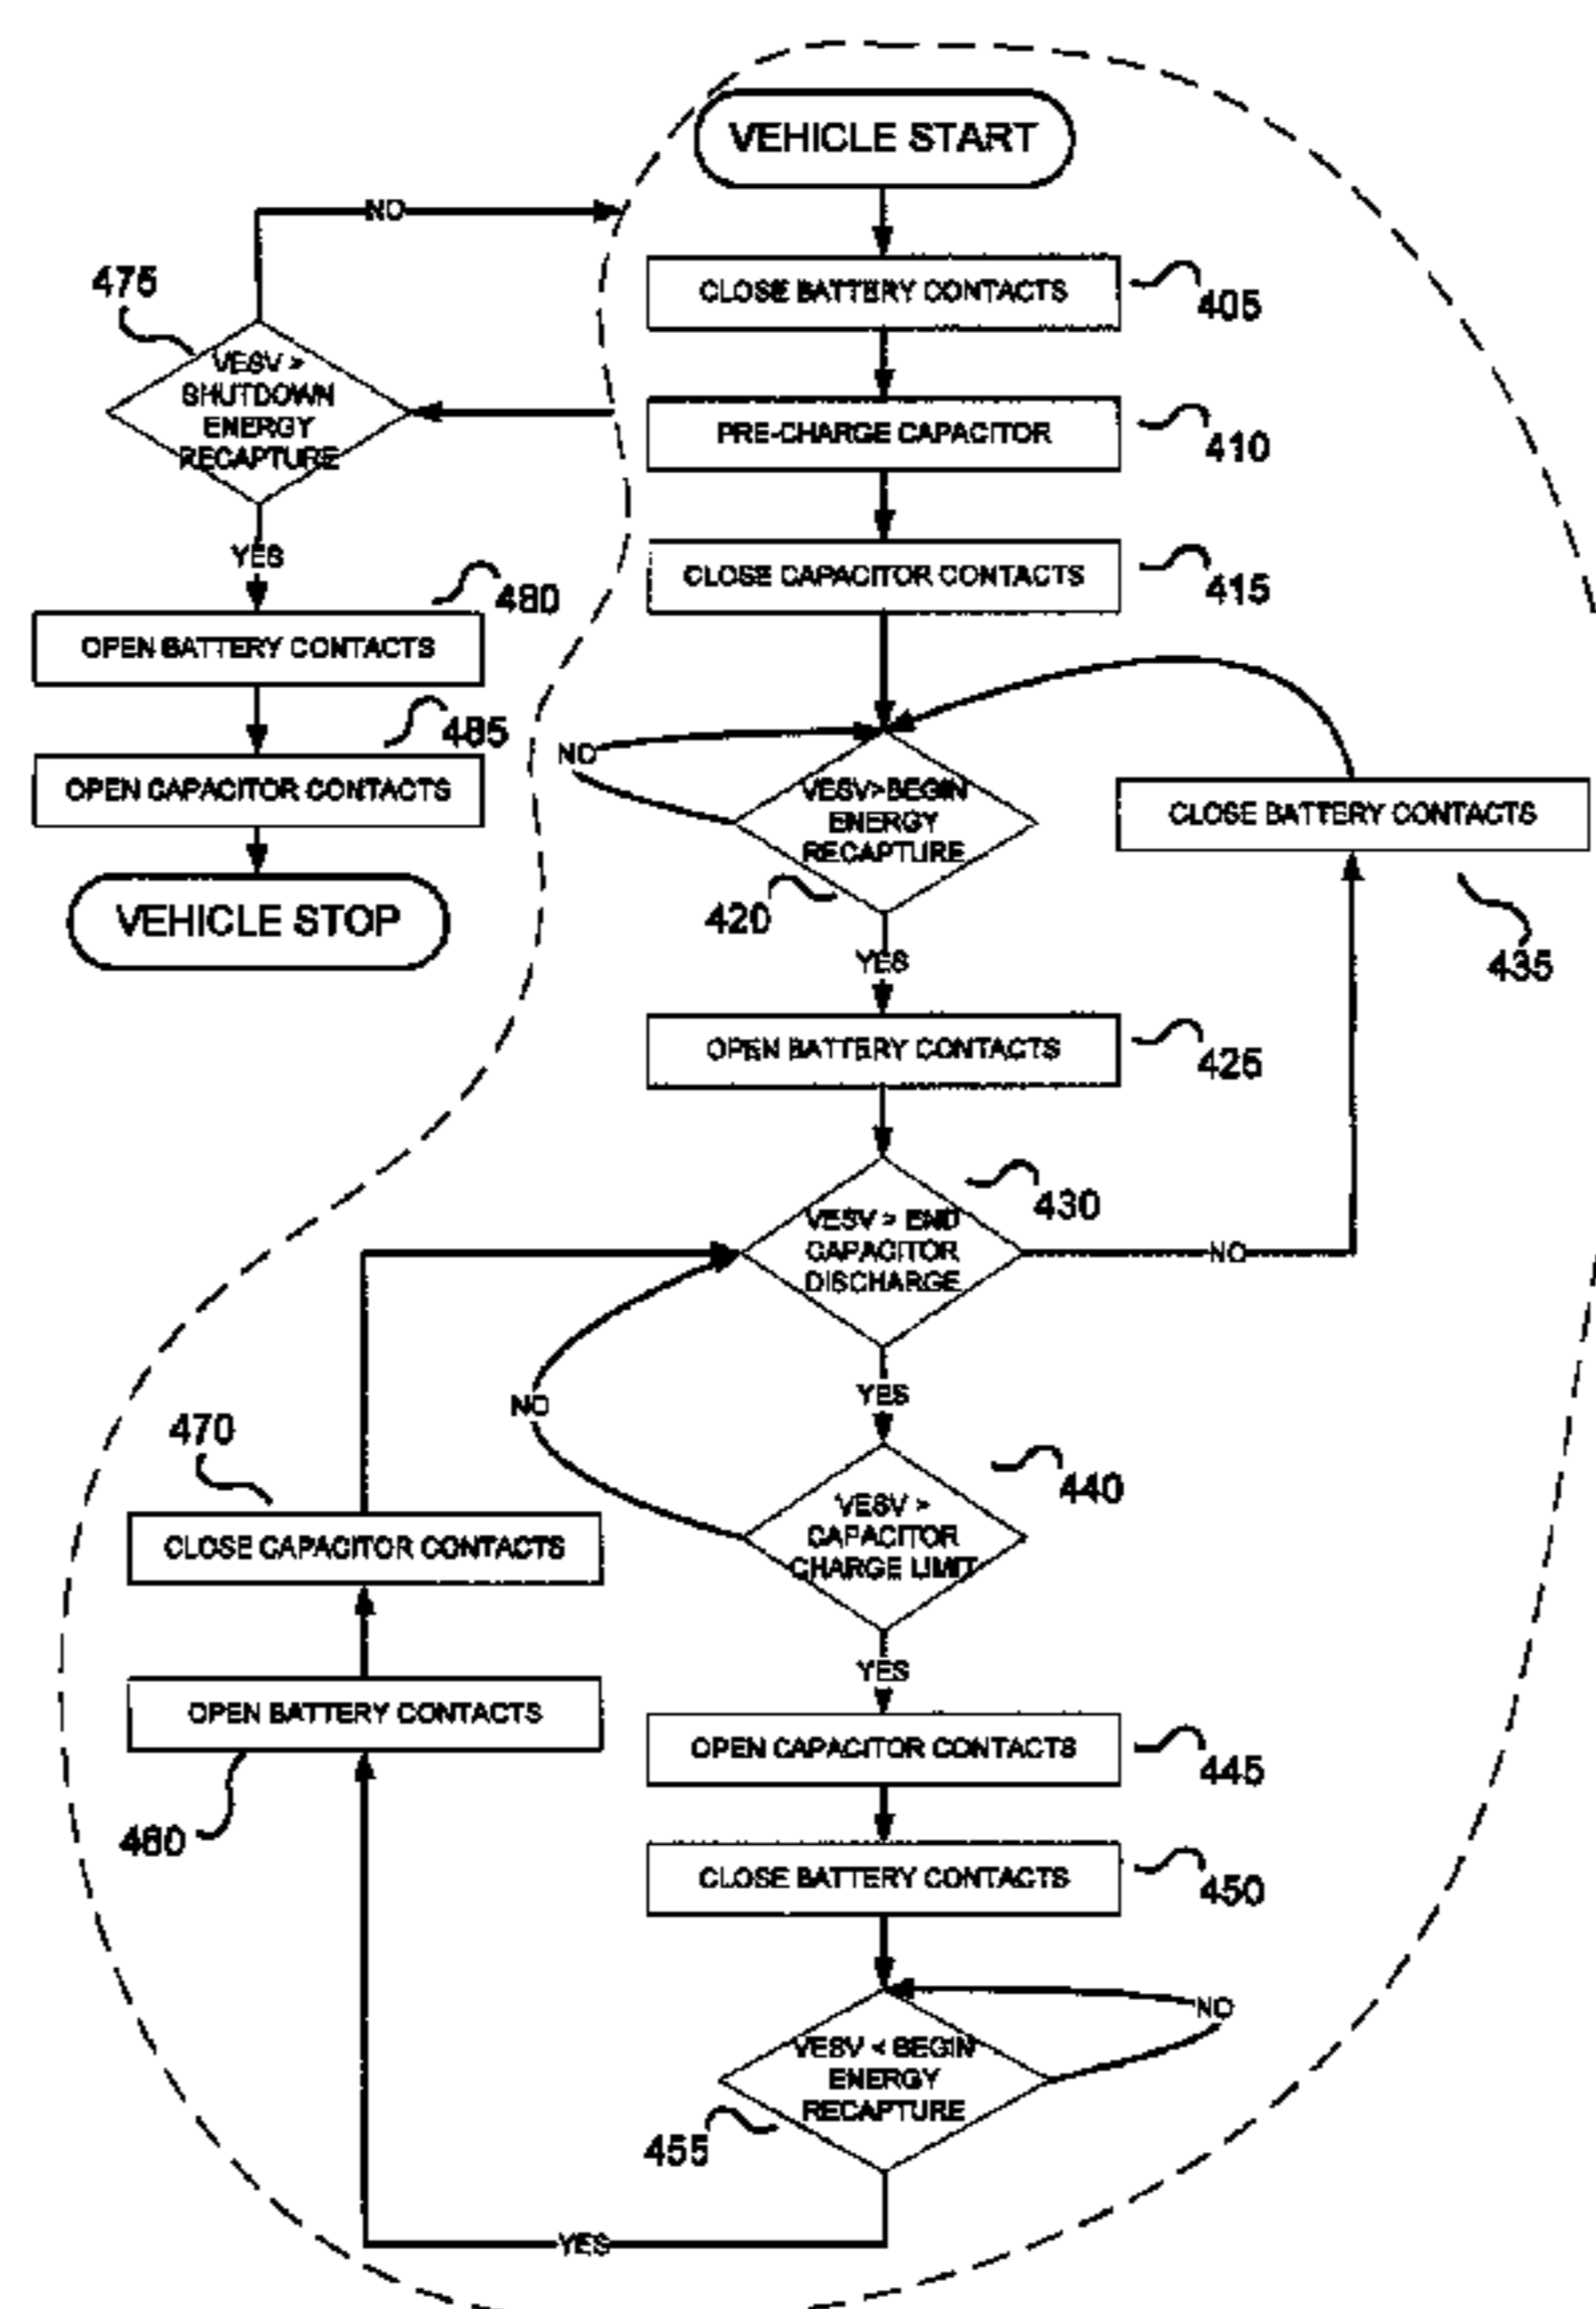 VEHICLE START
NO
CLOSE BATTERY CONTACTS
405
475
VESV >
SHUTDOWN
ENERGY
RECAPTURE
PRE-CHARGE CAPACITOR
410
YES
CLOSE CAPACITOR CONTACTS
415
480
OPEN BATTERY CONTACTS
485
OPEN CAPACITOR CONTACTS
VEHICLE STOP
NO
VESV>BEGIN
ENERGY
RECAPTURE
420
CLOSE BATTERY CONTACTS
435
YES
OPEN BATTERY CONTACTS
425
VESV > END
CAPACITOR
DISCHARGE
430
NO
YES
NO
VESV >
CAPACITOR
CHARGE LIMIT
440
470
CLOSE CAPACITOR CONTACTS
YES
OPEN BATTERY CONTACTS
460
OPEN CAPACITOR CONTACTS
445
CLOSE BATTERY CONTACTS
450
NO
VESV < BEGIN
ENERGY
RECAPTURE
455
YES